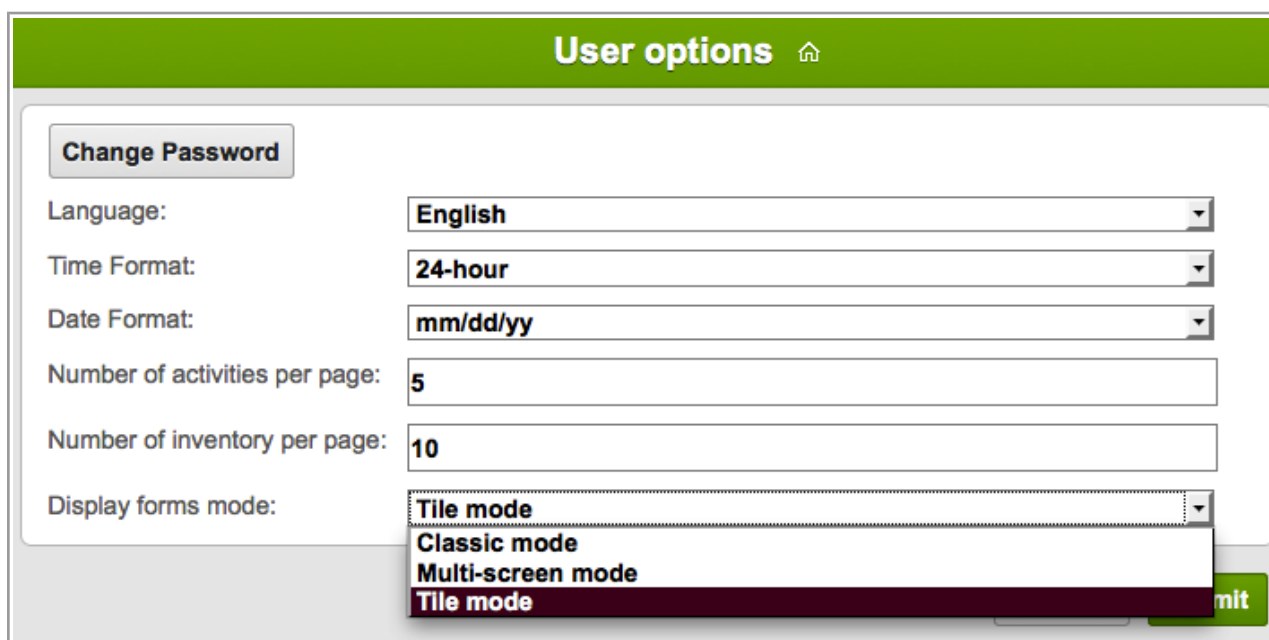 User options
Change Password
Language:
English
Time Format:
24-hour
Date Format:
mm/dd/yy
Number of activities per page:
5
Number of inventory per page:
10
Display forms mode:
Tile mode
Classic mode
Multi-screen mode
Tile mode
mit